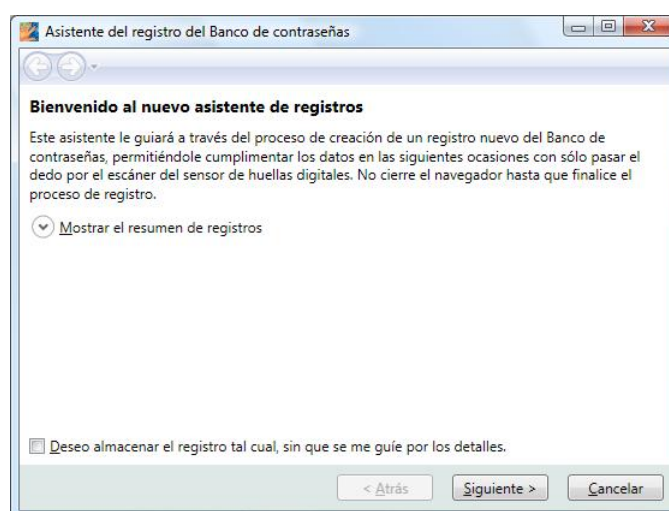 Asistente del registro del Banco de contraseñas
Bienvenido al nuevo asistente de registros
Este asistente le guiará a través del proceso de creación de un registro nuevo del Banco de
contraseñas, permitiéndole cumplimentar los datos en las siguientes ocasiones con sólo pasar el
dedo por el escáner del sensor de huellas digitales. No cierre el navegador hasta que finalice el
proceso de registro.
Mostrar el resumen de registros
Deseo almacenar el registro tal cual, sin que se me guíe por los detalles.
< Atrás Siguiente > Cancelar